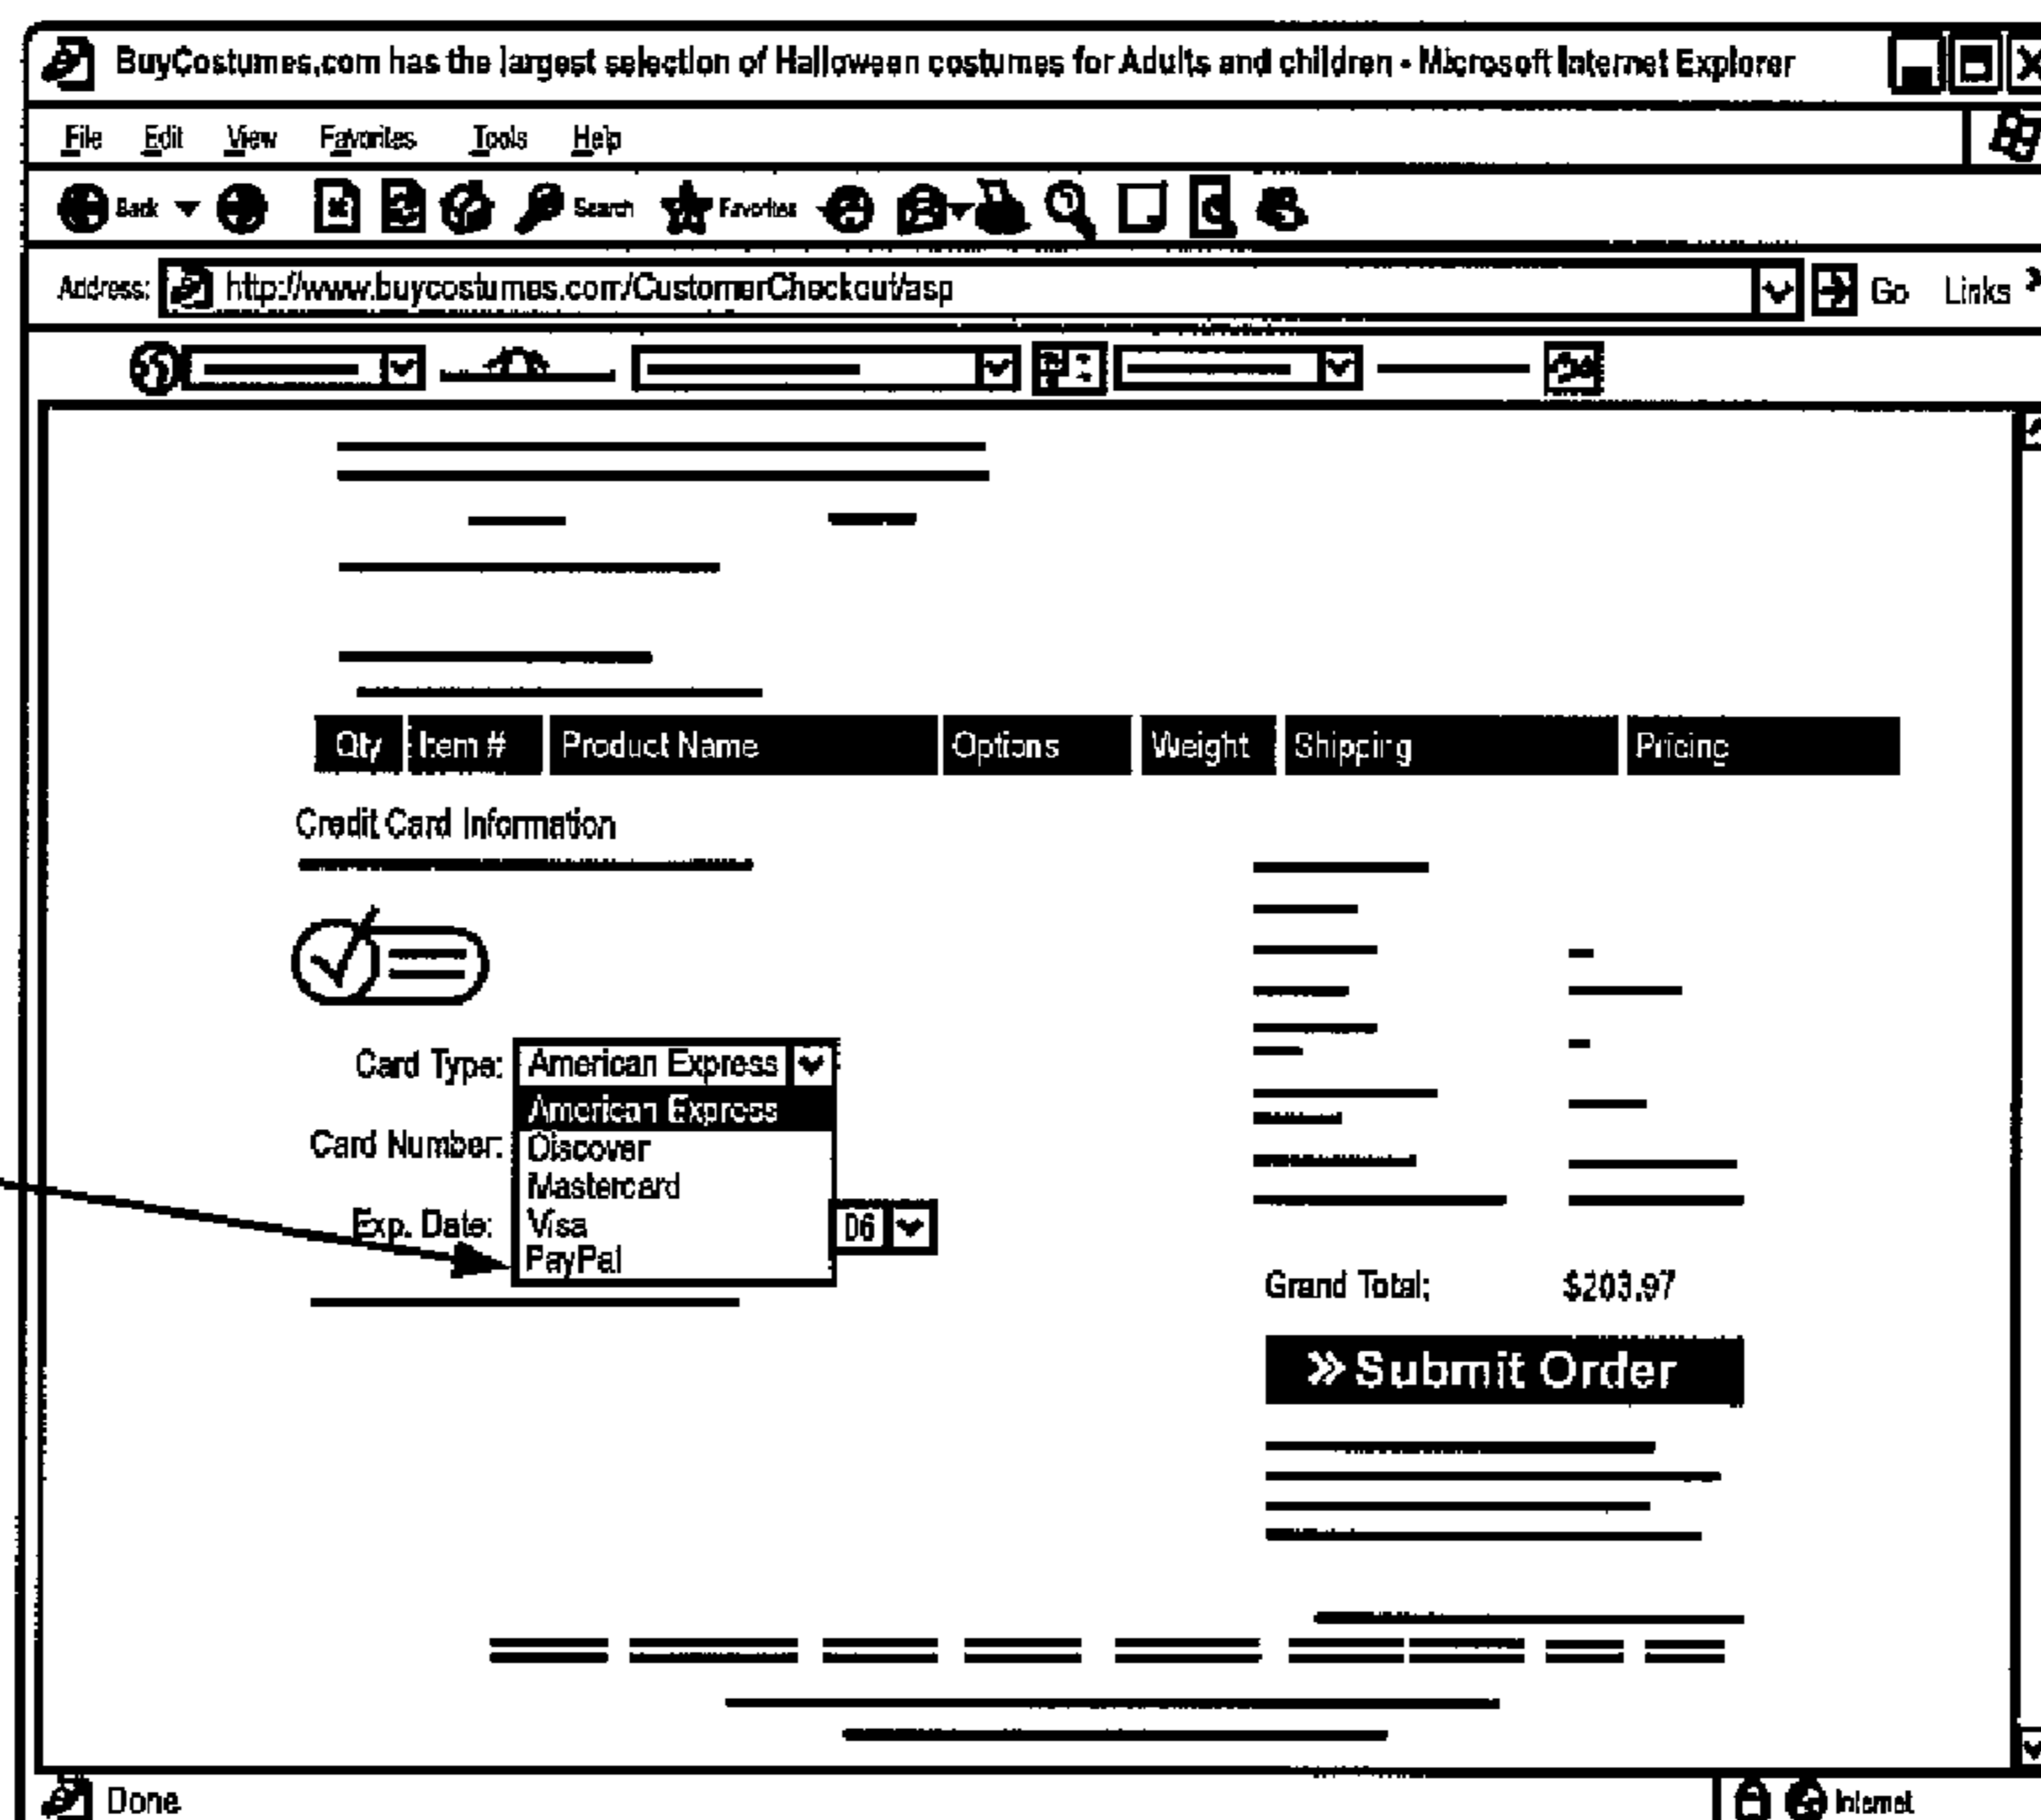 BuyCostumes.com has the largest selection of Halloween costumes for Adults and children - Microsoft Internet Explorer
File Edit View Favorites Tools Help
Back Search Favorites
Address: http://www.buycostumes.com/CustomerCheckout/asp Go Links »
Qty Item # Product Name Options Weight Shipping Pricing
Credit Card Information
Card Type: American Express
American Express
Card Number: Discover
Mastercard
Exp. Date: Visa 06
PayPal
Grand Total: $203.97
» Submit Order
Done Internet